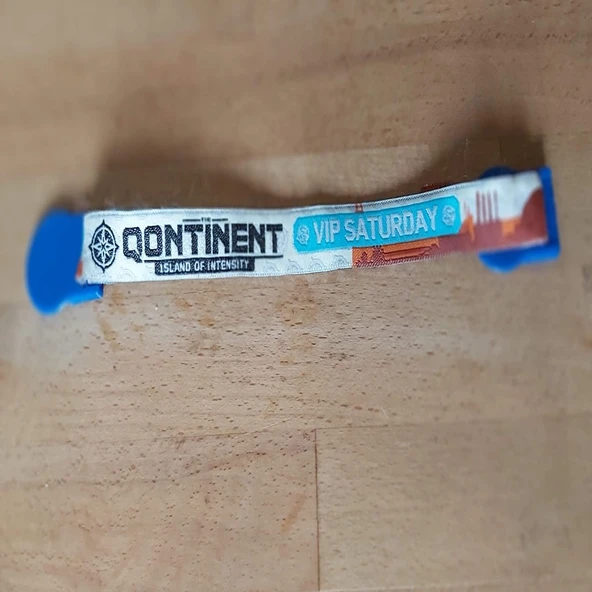 THE
QONTINENT
ISLAND OF INTENSITY
VIP SATURDAY